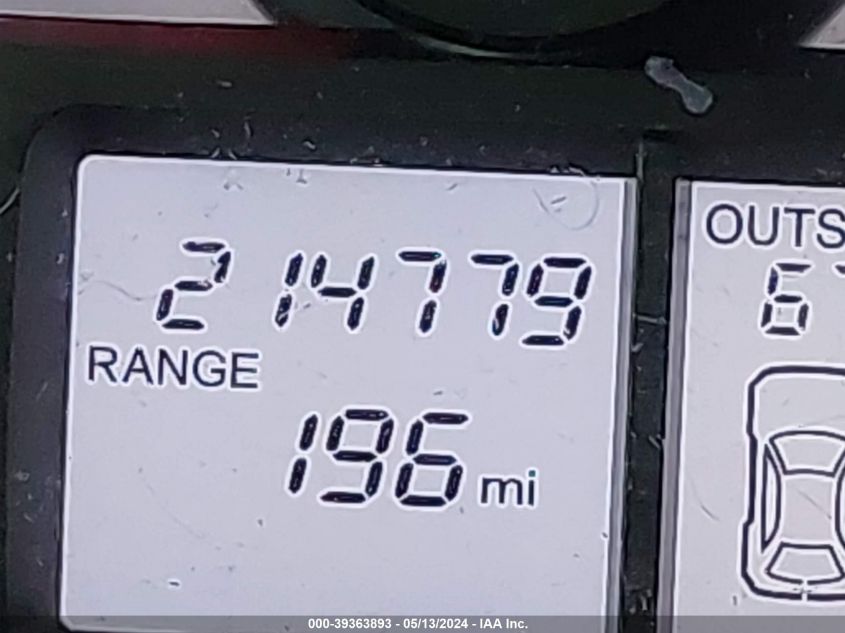 214779
RANGE
196 mi
OUTS
6
000-39363893 - 05/13/2024 - IAA Inc.